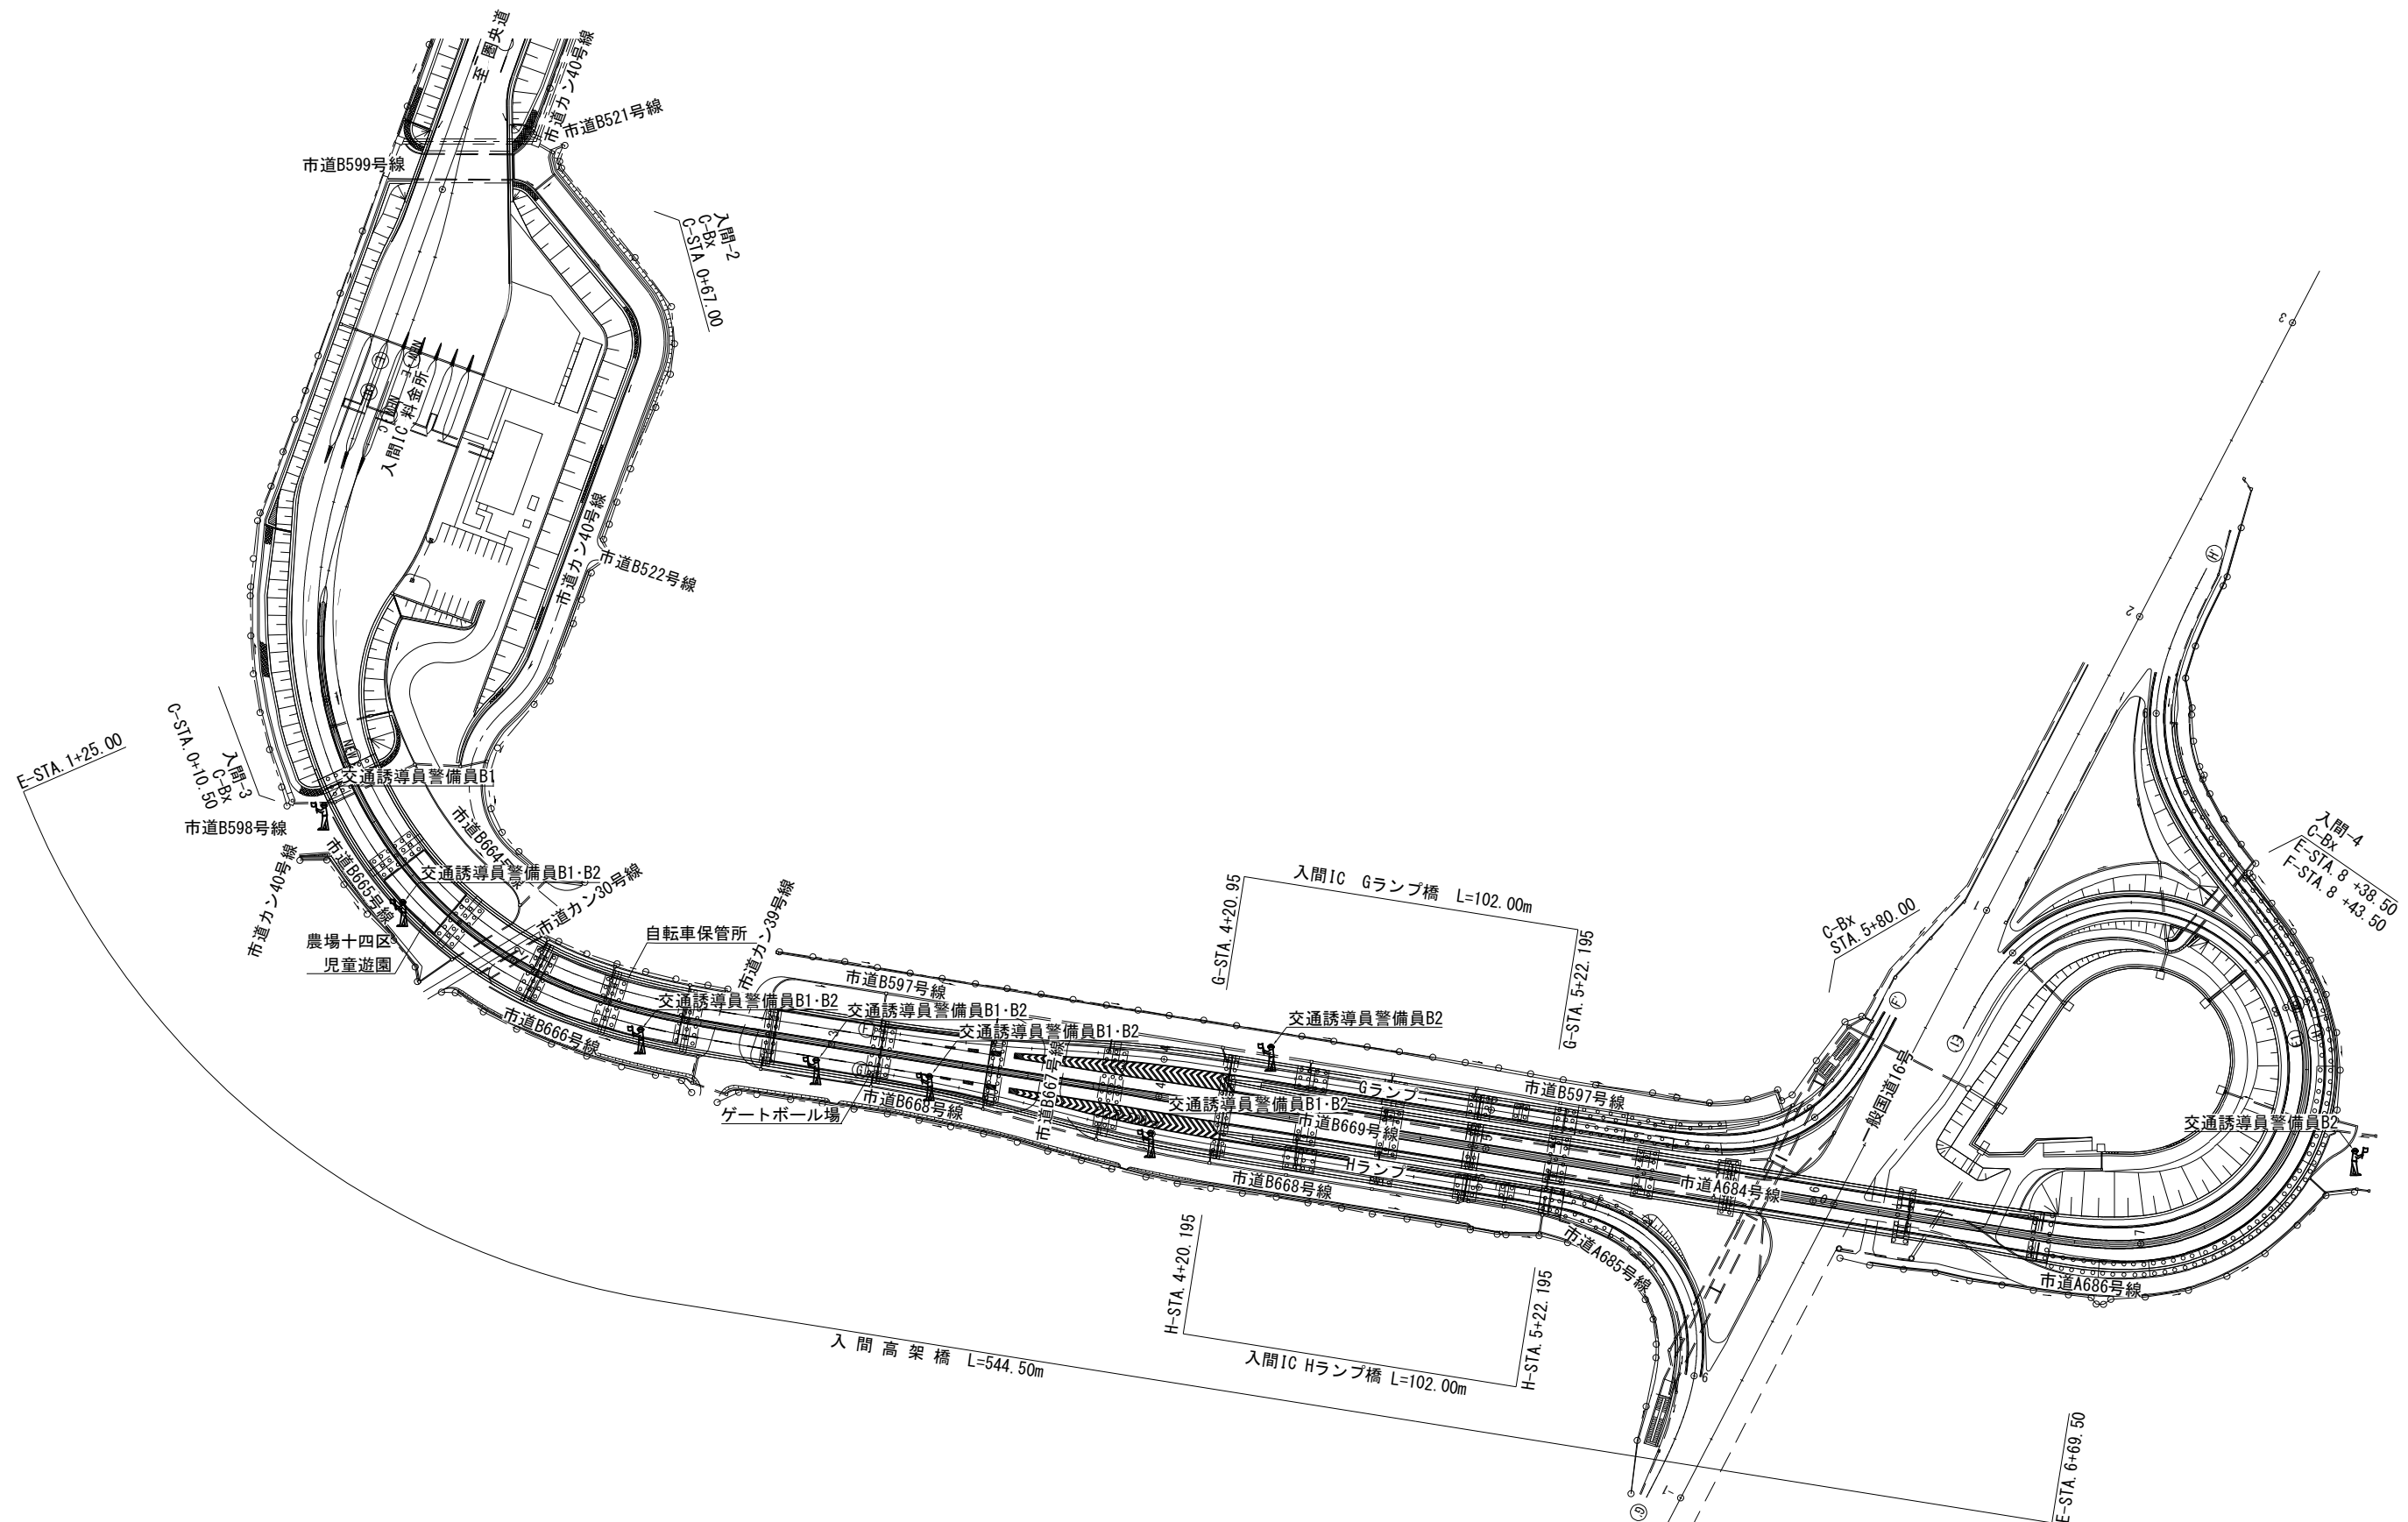 至 圏央道
市道カン40号線
市道B521号線
市道B599号線
入間-2
C-Bx
C-STA 0+67.00
入間IC 料金所
市道カン40号線
市道B522号線
E-STA.1+25.00
入間-3
C-Bx
C-STA.0+10.50
交通誘導員警備員B1
市道B598号線
市道カン40号線
市道B665号線
市道B664号線
交通誘導員警備員B1・B2
市道カン30号線
農場十四区
児童遊園
自転車保管所
市道カン39号線
市道B666号線
交通誘導員警備員B1・B2
市道B597号線
交通誘導員警備員B1・B2
交通誘導員警備員B1・B2
ゲートボール場
市道B668号線
市道B667号線
入間IC Gランプ橋 L=102.00m
G-STA.4+20.95
G-STA.5+22.195
交通誘導員警備員B2
Gランプ
市道B597号線
交通誘導員警備員B1・B2
市道B669号線
Hランプ
市道B668号線
市道A684号線
市道A685号線
C-Bx
STA.5+80.00
一般国道16号
3
2
1
H'
F'
E1
入間-4
C-Bx
E-STA.8 +38.50
F-STA.8 +43.50
交通誘導員警備員B2
市道A686号線
7
H-STA.4+20.195
H-STA.5+22.195
入間IC Hランプ橋 L=102.00m
入間高架橋 L=544.50m
E-STA.6+69.50
-1
G'